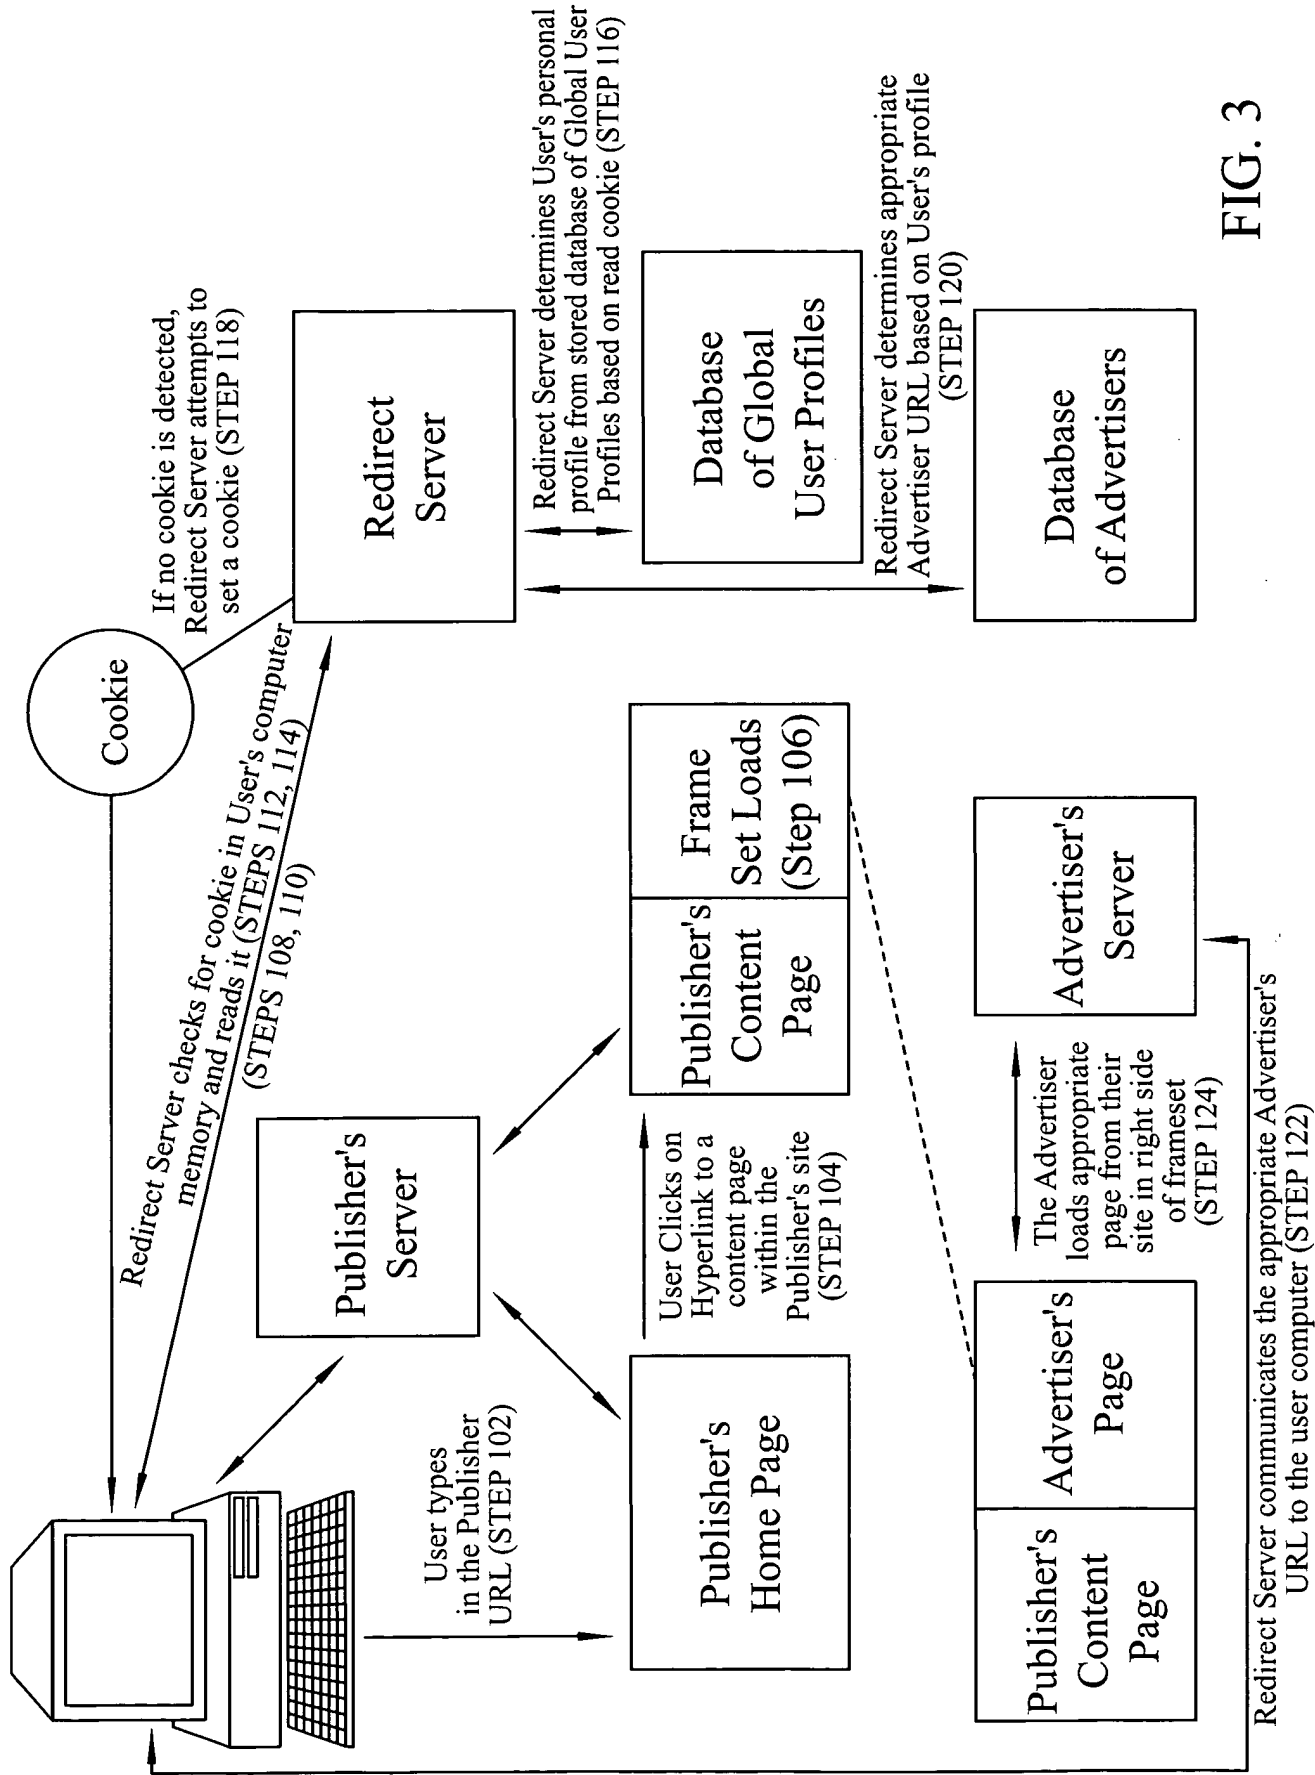 If no cookie is detected,
Redirect Server attempts to
set a cookie (STEP 118)
Cookie
Redirect Server checks for cookie in User's computer
memory and reads it (STEPS 112, 114)
(STEPS 108, 110)
Redirect
Server
Publisher's
Server
User types
in the Publisher
URL (STEP 102)
Redirect Server determines User's personal
profile from stored database of Global User
Profiles based on read cookie (STEP 116)
Publisher's
Home Page
User Clicks on
Hyperlink to a
content page
within the
Publisher's site
(STEP 104)
Publisher's
Content
Page
Frame
Set Loads
(Step 106)
Database
of Global
User Profiles
Redirect Server determines appropriate
Advertiser URL based on User's profile
(STEP 120)
Publisher's
Content
Page
Advertiser's
Page
The Advertiser
loads appropriate
page from their
site in right side
of frameset
(STEP 124)
Advertiser's
Server
Database
of Advertisers
Redirect Server communicates the appropriate Advertiser's
URL to the user computer (STEP 122)
FIG. 3